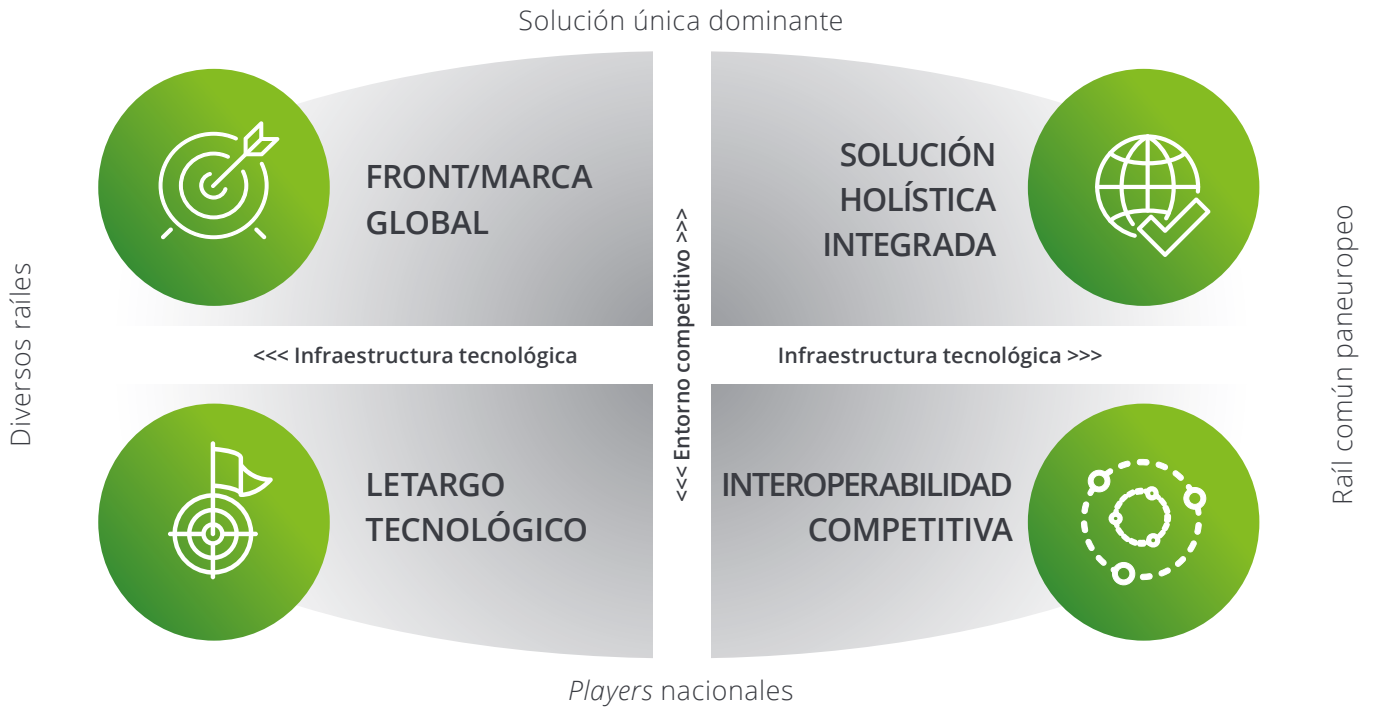 Solución única dominante
FRONT/MARCA
GLOBAL
SOLUCIÓN
HOLÍSTICA
INTEGRADA
Diversos raíles
<<< Infraestructura tecnológica
<<< Entorno competitivo >>>
Infraestructura tecnológica >>>
Raíl común paneuropeo
LETARGO
TECNOLÓGICO
INTEROPERABILIDAD
COMPETITIVA
Players nacionales